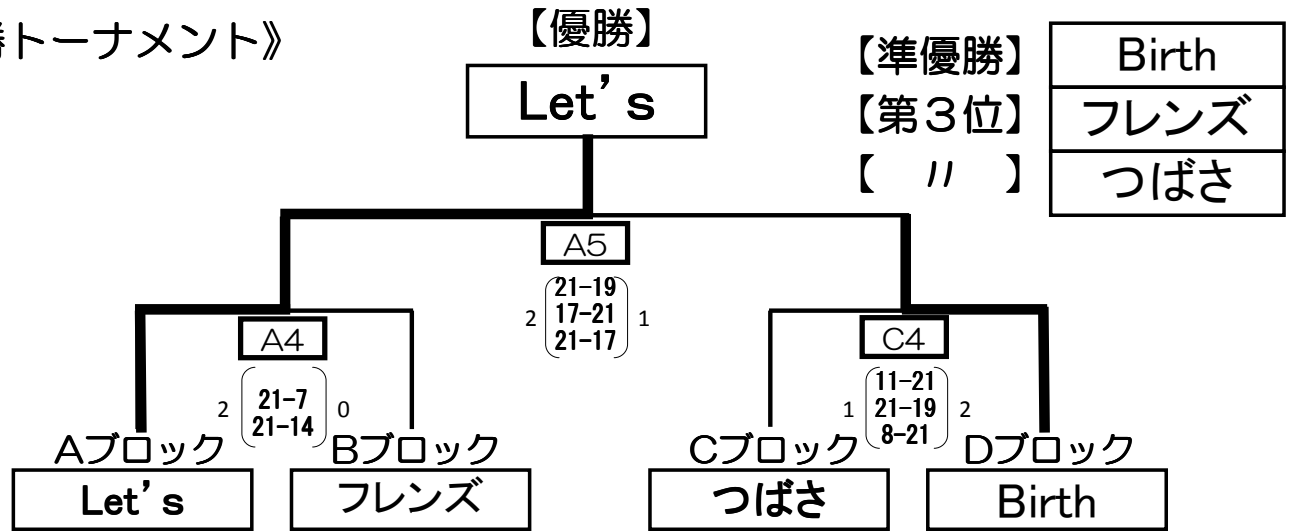 勝トーナメント》
【優勝】
Let’s
【準優勝】 Birth
【第３位】 フレンズ
【 〃 】 つばさ
A5
21-19
2 17-21 1
21-17
A4
2 21-7 0
21-14
C4
11-21
1 21-19 2
8-21
Aブロック Bブロック Cブロック Dブロック
Let’s フレンズ つばさ Birth